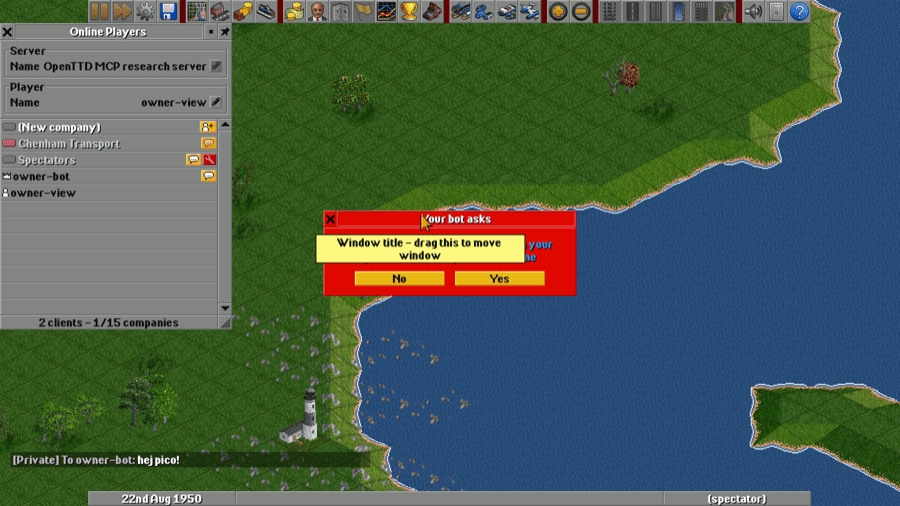 Online Players
Server
Name OpenTTD MCP research server
Player
Name owner-view
(New company)
Chenham Transport
Spectators
owner-bot
owner-view
2 clients - 1/15 companies
Your bot asks
your
Window title - drag this to move
window
No Yes
[Private] To owner-bot: hej pico!
22nd Aug 1950 (spectator)